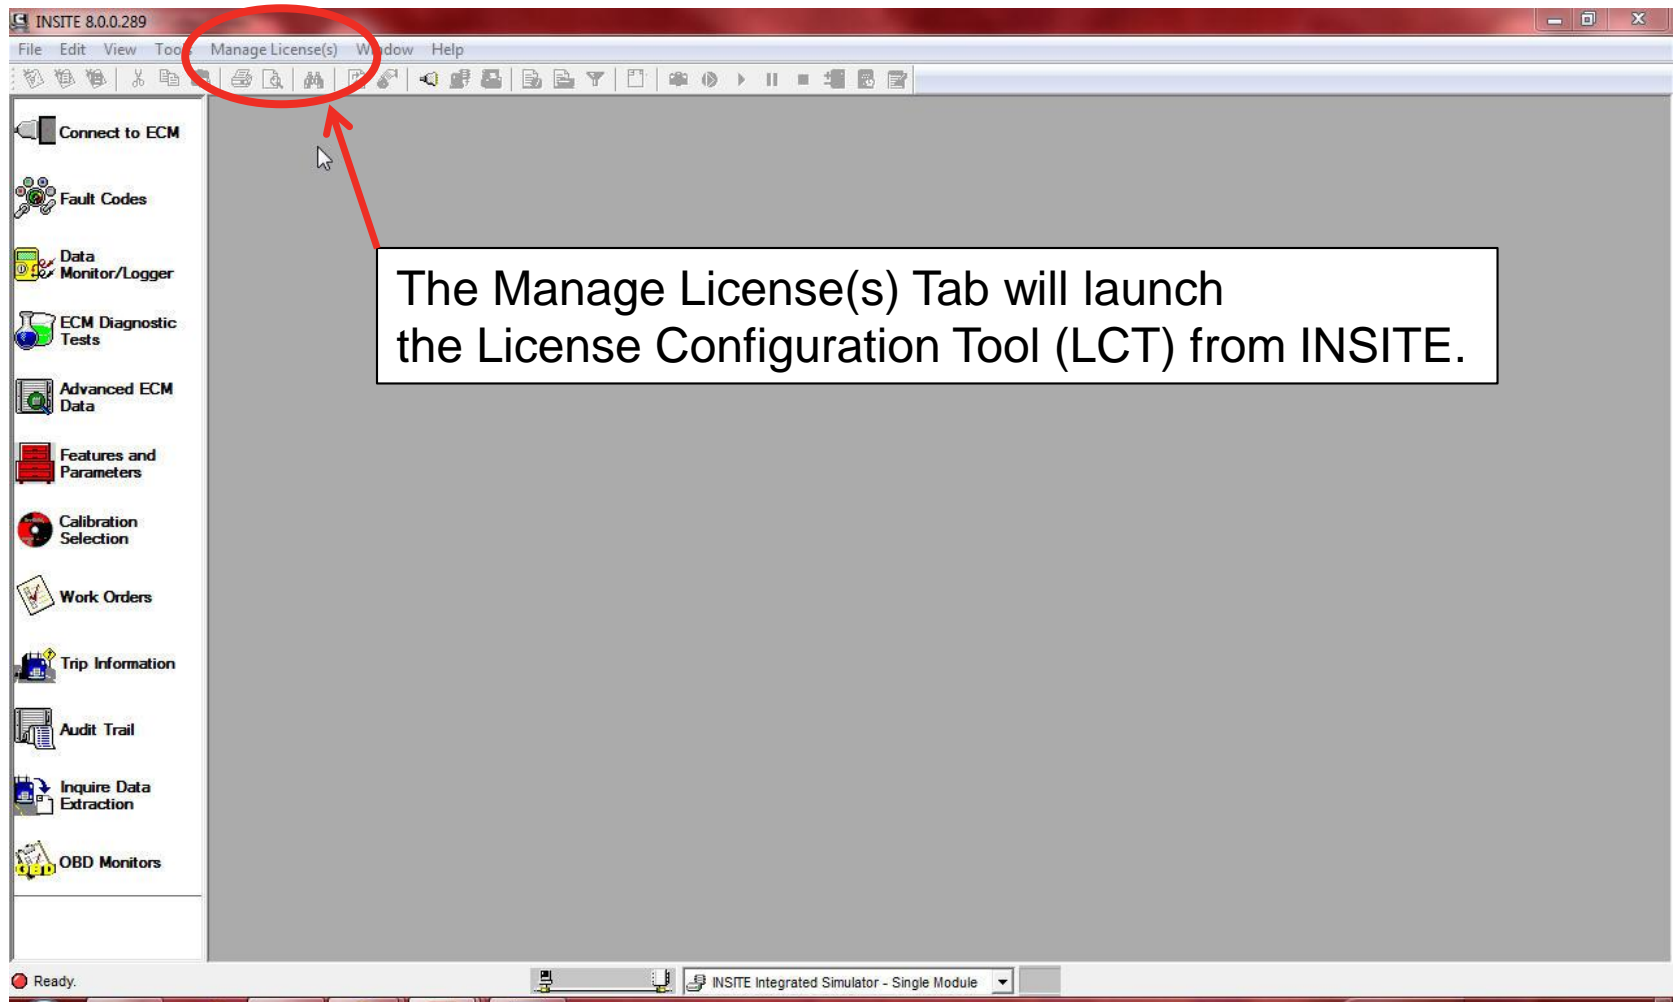 INSITE 8.0.0.289
File Edit View Tools Manage License(s) Window Help
Connect to ECM
Fault Codes
Data
Monitor/Logger
ECM Diagnostic
Tests
Advanced ECM
Data
Features and
Parameters
Calibration
Selection
Work Orders
Trip Information
Audit Trail
Inquire Data
Extraction
OBD Monitors
The Manage License(s) Tab will launch
the License Configuration Tool (LCT) from INSITE.
Ready.
INSITE Integrated Simulator - Single Module